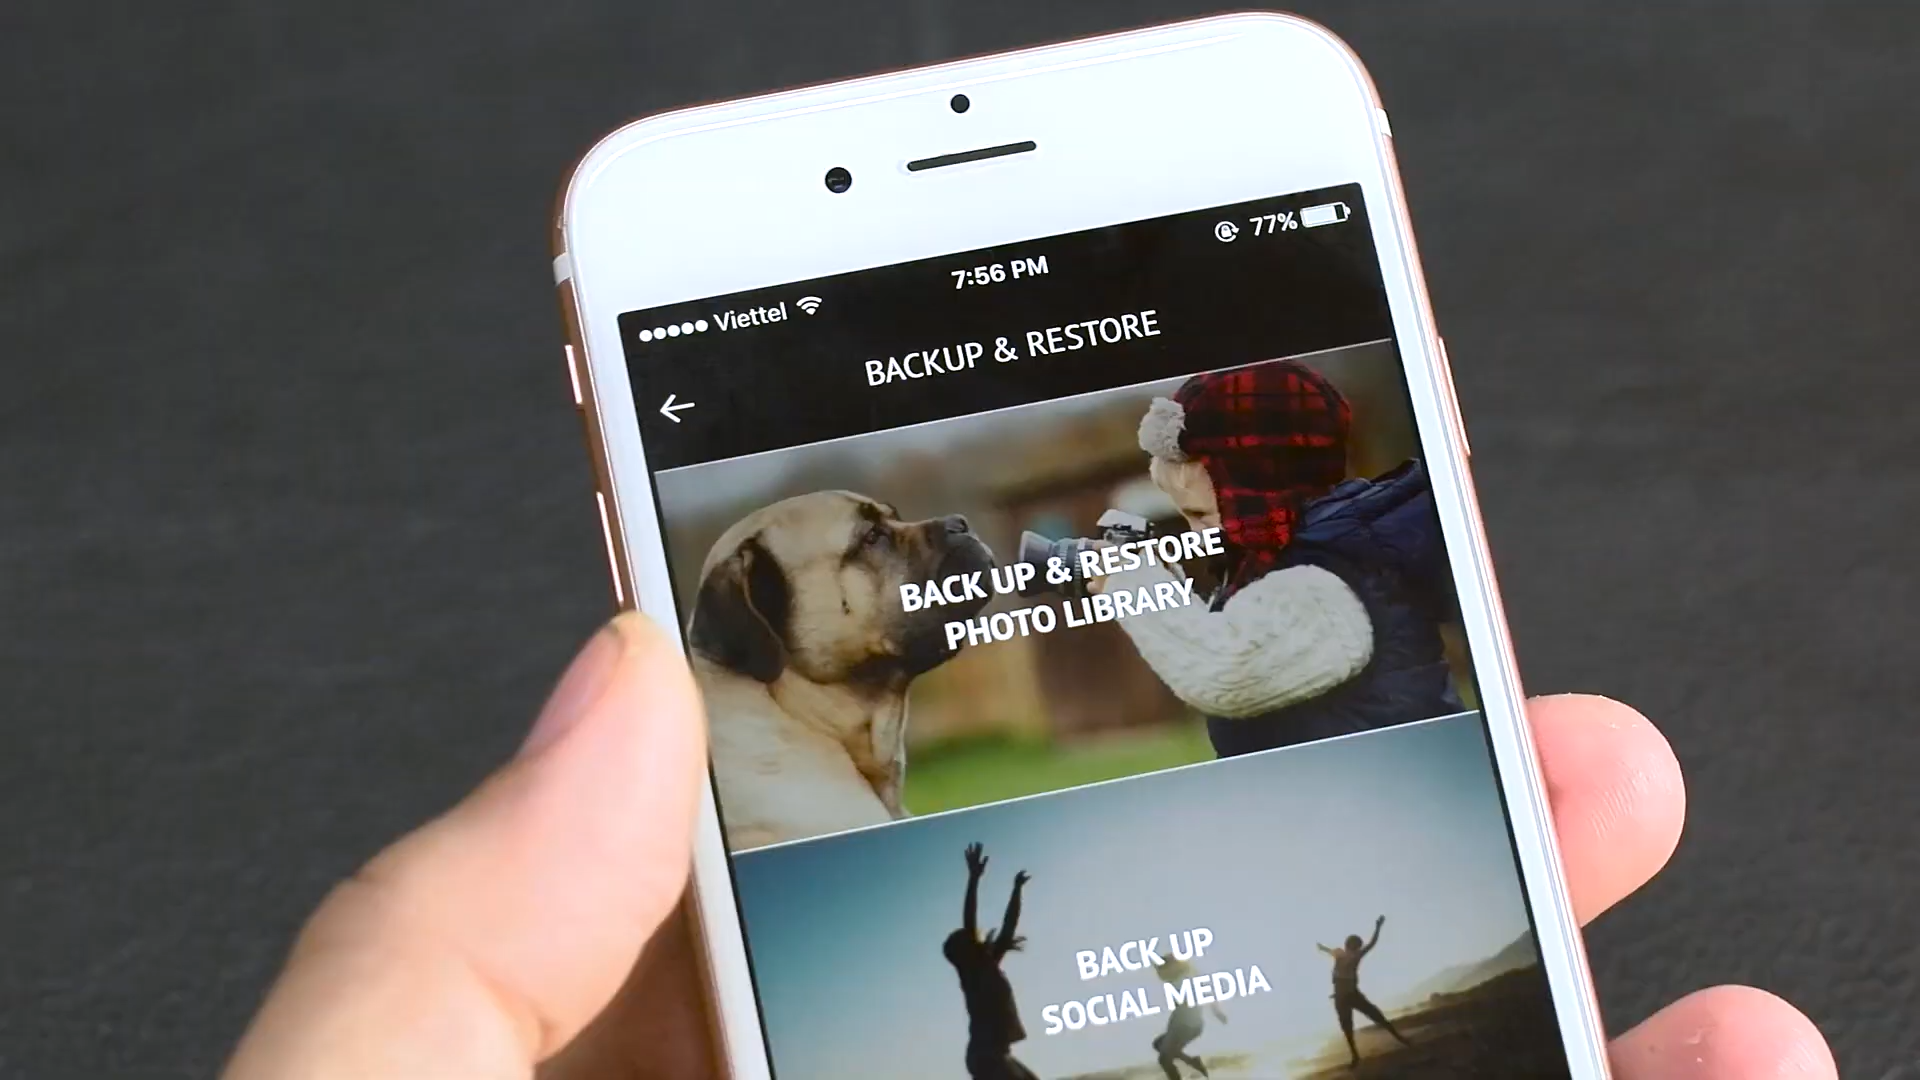 7:56 PM
77%
Viettel
BACKUP & RESTORE
BACK UP & RESTORE
PHOTO LIBRARY
BACK UP
SOCIAL MEDIA